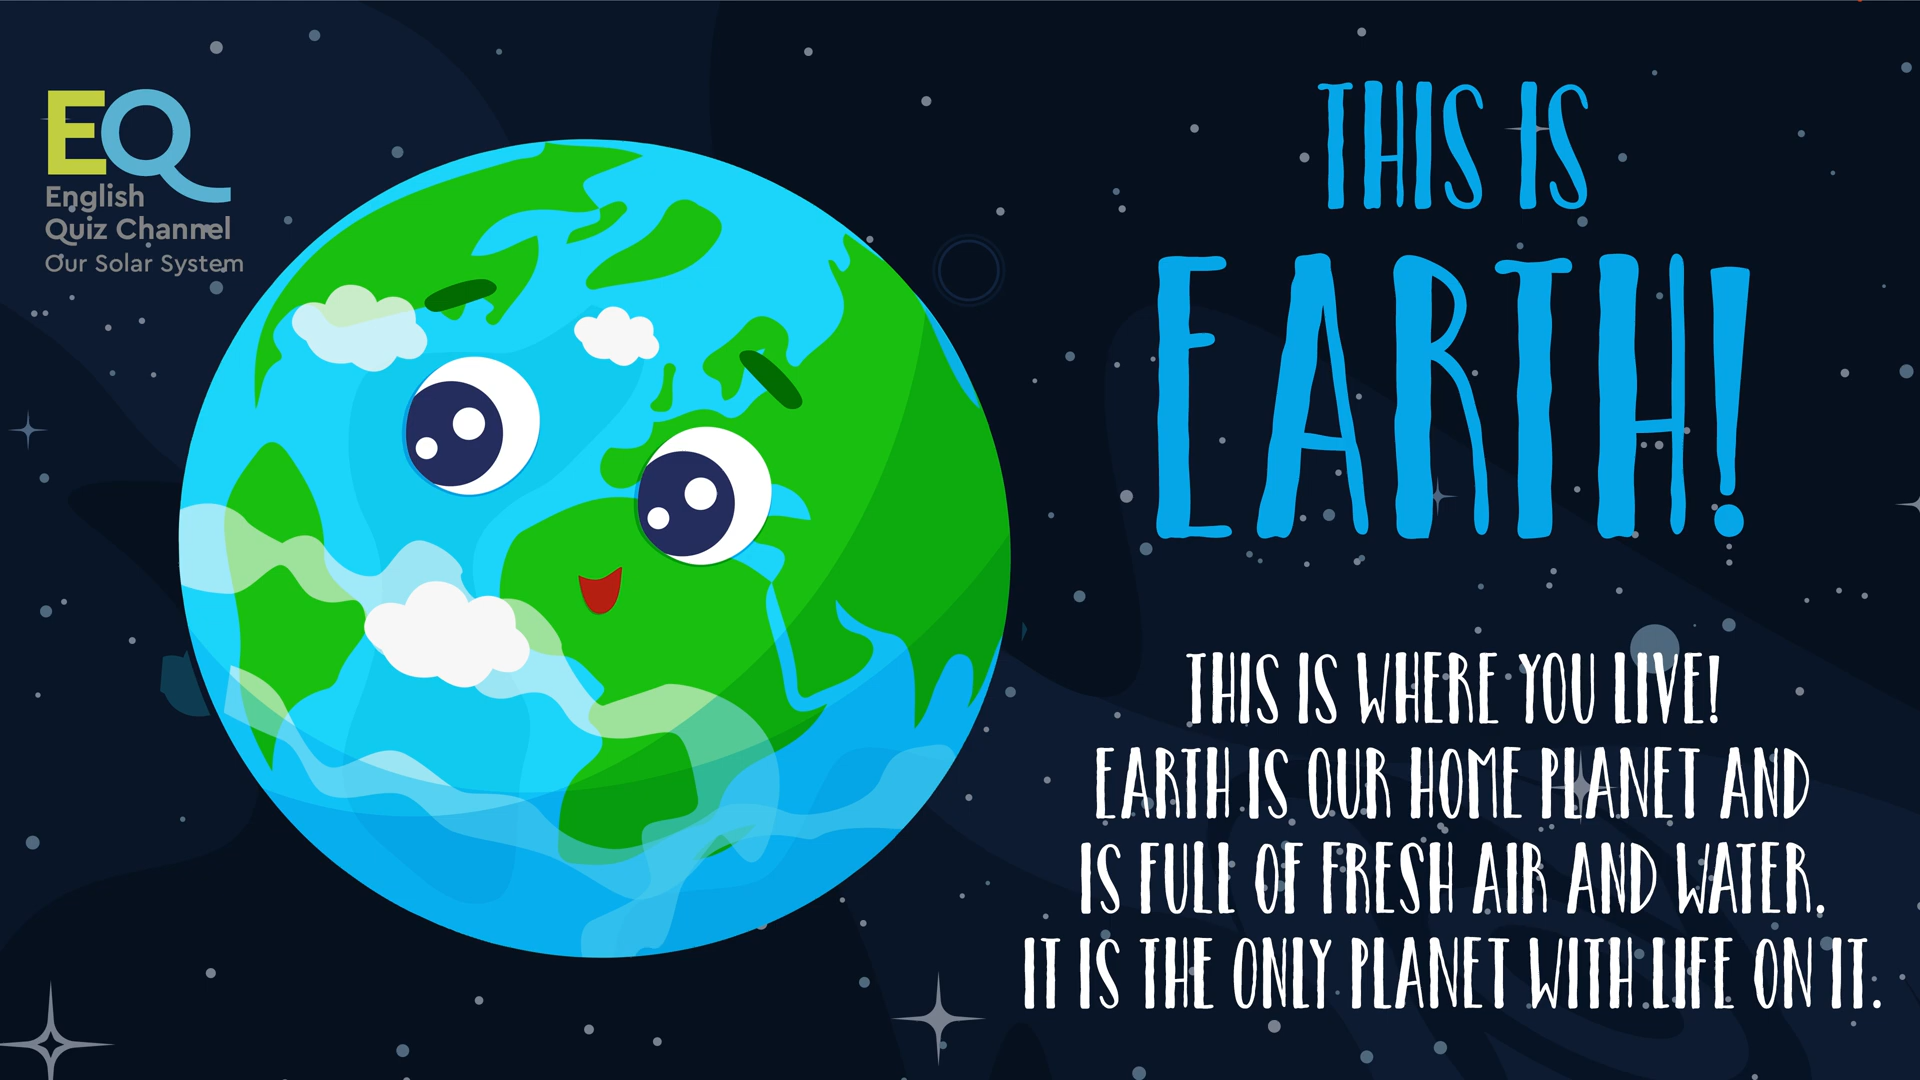 EQ
English
Quiz Channel
Our Solar System
THIS IS
EARTH!
THIS IS WHERE YOU LIVE!
EARTH IS OUR HOME PLANET AND
IS FULL OF FRESH AIR AND WATER.
IT IS THE ONLY PLANET WITH LIFE ON IT.